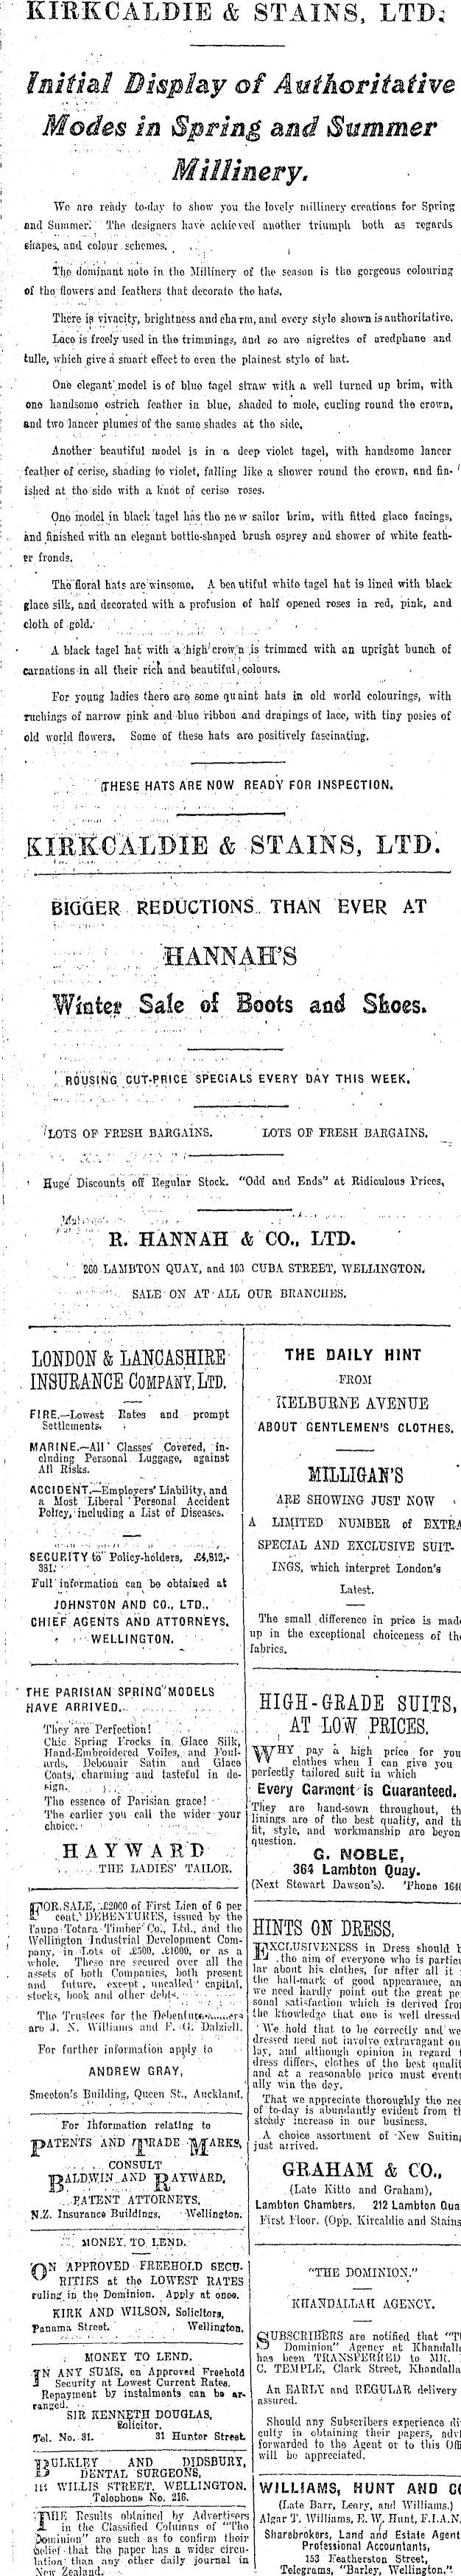 KIRKCALDIE & STAINS, LTD.
Initial Display of Authoritative
Modes in Spring and Summer
Millinery.
We are ready to-day to show you the lovely millinery creations for Spring
and Summer. The designers have achieved another triumph both as regards
shapes, and colour schemes.
The dominant note in the Millinery of the season is the gorgeous colouring
of the flowers and feathers that decorate the hats.
There is vivacity, brightness and charm, and every style shown is authoritative.
Lace is freely used in the trimmings, and so are aigrettes of aredphane and
tulle, which give a smart effect to even the plainest style of hat.
One elegant model is of blue tagel straw with a well turned up brim, with
one handsome ostrich feather in blue, shaded to mole, curling round the crown,
and two lancer plumes of the same shades at the side.
Another beautiful model is in a deep violet tagel, with handsome lancer
feather of cerise, shading to violet, falling like a shower round the crown, and fin-
ished at the side with a knot of cerise roses.
One model in black tagel has the new sailor brim, with fitted glace facings,
and finished with an elegant bottle-shaped brush osprey and shower of white feath-
er fronds.
The floral hats are winsome. A beautiful white tagel hat is lined with black
glace silk, and decorated with a profusion of half opened roses in red, pink, and
cloth of gold.
A black tagel hat with a high crown is trimmed with an upright bunch of
carnations in all their rich and beautiful colours.
For young ladies there are some quaint hats in old world colourings, with
ruchings of narrow pink and blue ribbon and drapings of lace, with tiny posies of
old world flowers. Some of these hats are positively fascinating.
THESE HATS ARE NOW READY FOR INSPECTION.
KIRKCALDIE & STAINS, LTD.
BIGGER REDUCTIONS THAN EVER AT
HANNAH'S
Winter Sale of Boots and Shoes.
ROUSING CUT-PRICE SPECIALS EVERY DAY THIS WEEK.
LOTS OF FRESH BARGAINS. LOTS OF FRESH BARGAINS.
Huge Discounts off Regular Stock. "Odd and Ends" at Ridiculous Prices.
R. HANNAH & CO., LTD.
260 LAMBTON QUAY, and 103 CUBA STREET, WELLINGTON.
SALE ON AT ALL OUR BRANCHES.
LONDON & LANCASHIRE
INSURANCE COMPANY, LTD.
FIRE.—Lowest Rates and prompt
Settlements.
MARINE.—All Classes Covered, in-
cluding Personal Luggage, against
All Risks.
ACCIDENT.—Employers' Liability, and
a Most Liberal Personal Accident
Policy, including a List of Diseases.
SECURITY to Policy-holders, £4,812,-
381.
Full information can be obtained at
JOHNSTON AND CO., LTD.,
CHIEF AGENTS AND ATTORNEYS,
WELLINGTON.
THE PARISIAN SPRING MODELS
HAVE ARRIVED.
They are Perfection!
Chic Spring Frocks in Glace Silk,
Hand-Embroidered Voiles, and Foul-
ards, Debonair Satin and Glace
Coats, charming and tasteful in de-
sign.
The essence of Parisian grace!
The earlier you call the wider your
choice.
HAYWARD
THE LADIES' TAILOR.
FOR SALE, £2000 of First Lien of 6 per
cent. DEBENTURES, issued by the
Taupo Totara Timber Co., Ltd., and the
Wellington Industrial Development Com-
pany, in Lots of £500, £1000, or as a
whole. These are secured over all the
assets of both Companies, both present
and future, except uncalled capital,
stocks, book and other debts.
The Trustees for the Debenture
are J. N. Williams and F. G. Dalziell.
For further information apply to
ANDREW GRAY,
Smeeton's Building, Queen St., Auckland.
For Information relating to
PATENTS AND TRADE MARKS,
CONSULT
BALDWIN AND RAYWARD,
PATENT ATTORNEYS,
N.Z. Insurance Buildings, Wellington.
MONEY TO LEND.
ON APPROVED FREEHOLD SECU-
RITIES at the LOWEST RATES
ruling in the Dominion. Apply at once.
KIRK AND WILSON, Solicitors,
Panama Street, Wellington.
MONEY TO LEND.
IN ANY SUMS, on Approved Freehold
Security at Lowest Current Rates.
Repayment by instalments can be ar-
ranged.
SIR KENNETH DOUGLAS,
Solicitor.
Tel. No. 31. 31 Hunter Street
BULKLEY AND DIDSBURY,
DENTAL SURGEONS,
WILLIS STREET, WELLINGTON.
Telephone No. 216.
THE Results obtained by Advertisers
in the Classified Columns of "The
Dominion" are such as to confirm their
belief that the paper has a wider circu-
lation than any other daily journal in
New Zealand.
THE DAILY HINT
FROM
KELBURNE AVENUE
ABOUT GENTLEMEN'S CLOTHES.
MILLIGAN'S
ARE SHOWING JUST NOW
A LIMITED NUMBER of EXTRA
SPECIAL AND EXCLUSIVE SUIT-
INGS, which interpret London's
Latest.
The small difference in price is made
up in the exceptional choiceness of the
fabrics.
HIGH-GRADE SUITS,
AT LOW PRICES.
WHY pay a high price for you
clothes when I can give you
perfectly tailored suit in which
Every Garment is Guaranteed.
They are hand-sewn throughout, th
linings are of the best quality, and th
fit, style, and workmanship are beyon
question.
G. NOBLE,
364 Lambton Quay.
(Next Stewart Dawson's). 'Phone 164
HINTS ON DRESS.
EXCLUSIVENESS in Dress should b
the aim of everyone who is particu
lar about his clothes, for after all it
the hall-mark of good appearance, an
we need hardly point out the great pe
sonal satisfaction which is derived fro
the knowledge that one is well dressed
We hold that to be correctly and we
dressed need not involve extravagant ou
lay, and although opinion in regard t
dress differs, clothes of the best qualit
and at a reasonable price must event
ally win the day.
That we appreciate thoroughly the nee
of to-day is abundantly evident from th
steady increase in our business.
A choice assortment of New Suiting
just arrived.
GRAHAM & CO.,
(Late Kitto and Graham),
Lambton Chambers, 212 Lambton Qua
First Floor. (Opp. Kircaldie and Stains
"THE DOMINION."
KHANDALLAH AGENCY.
SUBSCRIBERS are notified that "T
Dominion" Agency at Khandall
has been TRANSFERRED to MR.
C. TEMPLE, Clark Street, Khandalla
An EARLY and REGULAR delivery
assured.
Should any Subscribers experience di
culty in obtaining their papers, advi
forwarded to the Agent or to this Offi
will be appreciated.
WILLIAMS, HUNT AND CO
(Late Barr, Leary, and Williams.)
Algar T. Williams, E. W. Hunt, F.I.A.N.
Sharebrokers, Land and Estate Agent
Professional Accountants,
153 Featherston Street,
Telegrams, "Barley, Wellington."